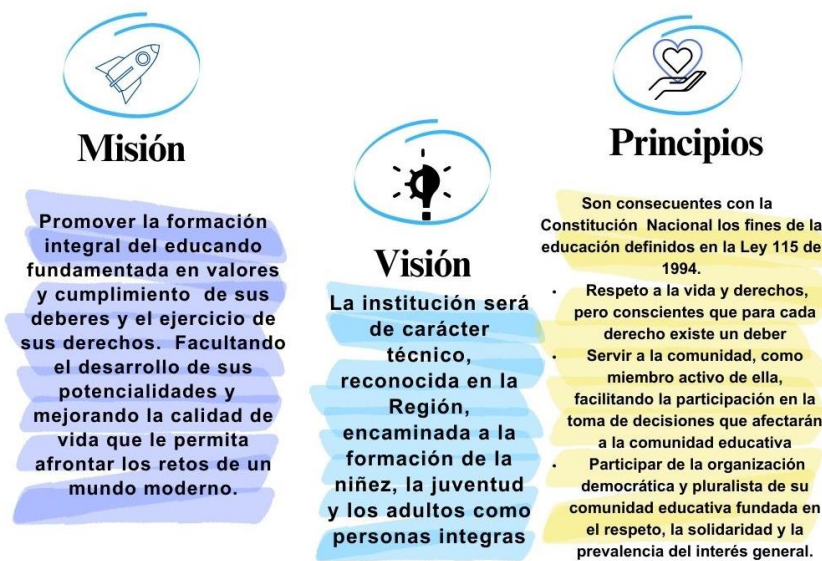 Misión
Promover la formación
integral del educando
fundamentada en valores
y cumplimiento de sus
deberes y el ejercicio de
sus derechos. Facultando
el desarrollo de sus
potencialidades y
mejorando la calidad de
vida que le permita
afrontar los retos de un
mundo moderno.
Visión
La institución será
de carácter
técnico,
reconocida en la
Región,
encaminada a la
formación de la
niñez, la juventud
y los adultos como
personas integras
Principios
Son consecuentes con la
Constitución Nacional los fines de la
educación definidos en la Ley 115 de
1994.
• Respeto a la vida y derechos,
pero conscientes que para cada
derecho existe un deber
• Servir a la comunidad, como
miembro activo de ella,
facilitando la participación en la
toma de decisiones que afectarán
a la comunidad educativa
• Participar de la organización
democrática y pluralista de su
comunidad educativa fundada en
el respeto, la solidaridad y la
prevalencia del interés general.